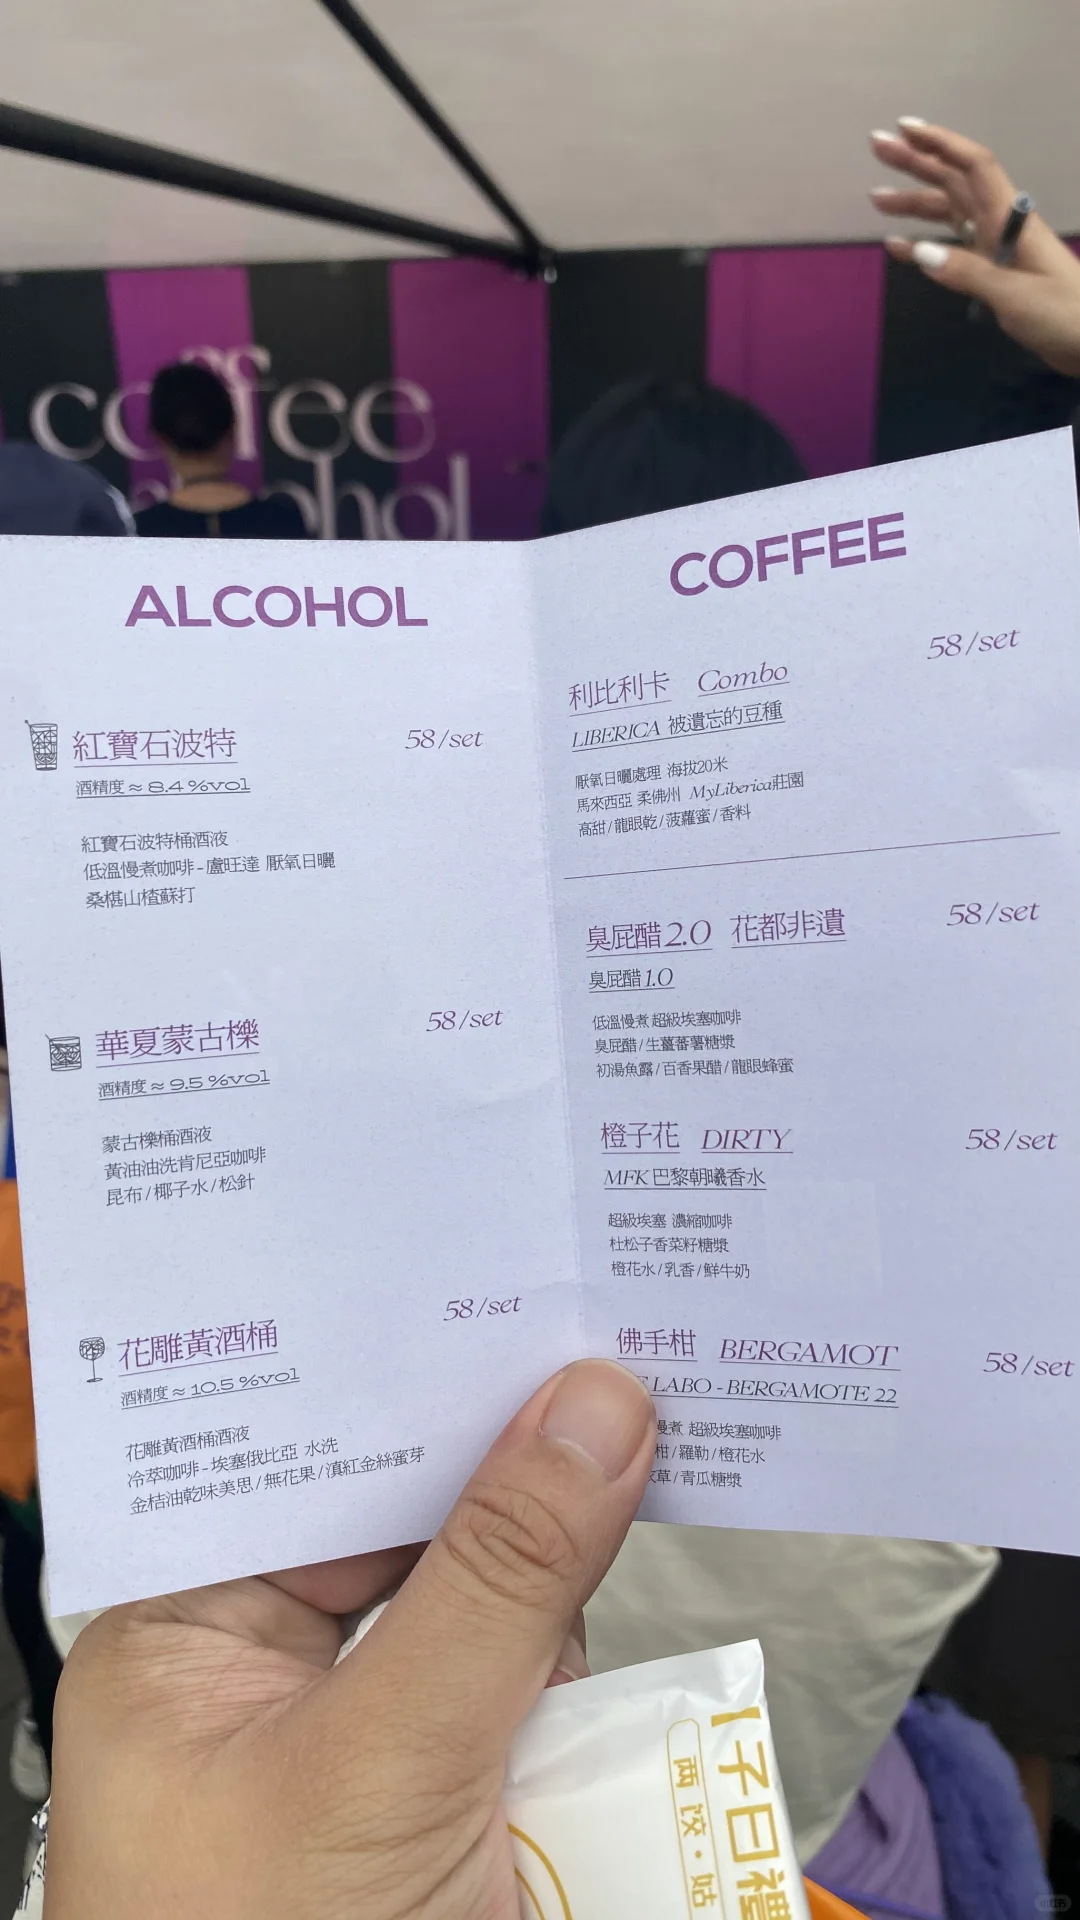 coffee
ALCOHOL
紅寶石波特 58/set
酒精度≈8.4%vol
紅寶石波特桶酒液
低溫慢煮咖啡-盧旺達 厭氧日曬
桑椹山楂蘇打
華夏蒙古櫟 58/set
酒精度≈9.5%vol
蒙古櫟桶酒液
黃油油洗肯尼亞咖啡
昆布/椰子水/松針
花雕黃酒桶 58/set
酒精度≈10.5%vol
花雕黃酒桶酒液
冷萃咖啡-埃塞俄比亞 水洗
金桔油乾味美思/無花果/滇紅金絲蜜芽
COFFEE
58/set
利比利卡 Combo
LIBERICA 被遺忘的豆種
厭氧日曬處理 海拔20米
馬來西亞 柔佛州 MyLiberica莊園
高甜/龍眼乾/菠蘿蜜/香料
臭屁醋2.0 花都非遺 58/set
臭屁醋1.0
低溫慢煮 超級埃塞咖啡
臭屁醋/生薑蕃薯糖漿
初湯魚露/百香果醋/龍眼蜂蜜
橙子花 DIRTY 58/set
MFK 巴黎朝曦香水
超級埃塞 濃縮咖啡
杜松子香菜籽糖漿
橙花水/乳香/鮮牛奶
佛手柑 BERGAMOT 58/set
LABO-BERGAMOTE 22
慢煮 超級埃塞咖啡
柑/羅勒/橙花水
草/青瓜糖漿
子日禮
两饺·姑